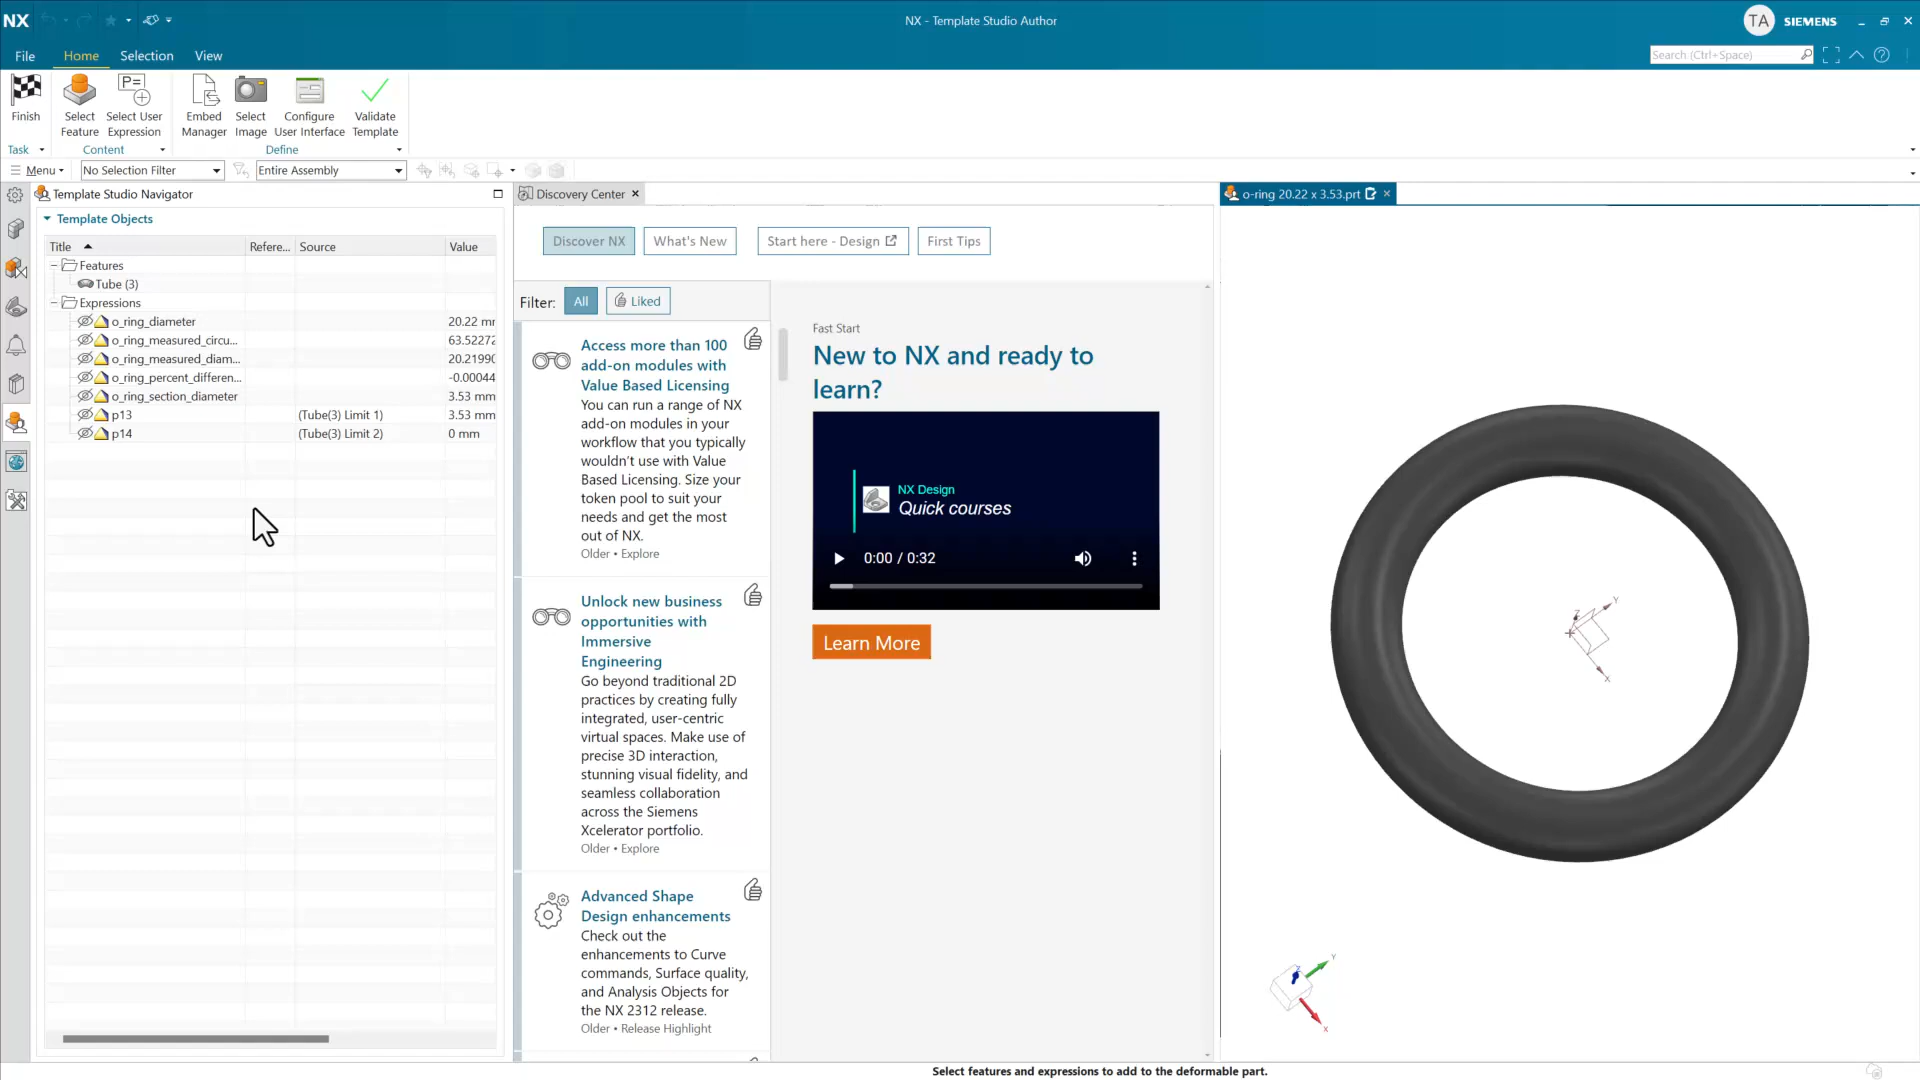 NX
NX - Template Studio Author
TA
SIEMENS
File
Home
Selection
View
Search (Ctrl+Space)
Finish
Select Feature
Select User Expression
Embed Manager
Select Image
Configure User Interface
Validate Template
Task
Content
Define
Menu
No Selection Filter
Entire Assembly
Template Studio Navigator
Template Objects
Title
Refere...
Source
Value
Features
Tube (3)
Expressions
o_ring_diameter
20.22 mr
o_ring_measured_circu...
63.52272
o_ring_measured_diam...
20.21990
o_ring_percent_differen...
-0.00044
o_ring_section_diameter
3.53 mm
p13
(Tube(3) Limit 1)
3.53 mm
p14
(Tube(3) Limit 2)
0 mm
Discovery Center
Discover NX
What's New
Start here - Design
First Tips
Filter:
All
Liked
Access more than 100
add-on modules with
Value Based Licensing
You can run a range of NX
add-on modules in your
workflow that you typically
wouldn't use with Value
Based Licensing. Size your
token pool to suit your
needs and get the most
out of NX.
Older • Explore
Unlock new business
opportunities with
Immersive
Engineering
Go beyond traditional 2D
practices by creating fully
integrated, user-centric
virtual spaces. Make use of
precise 3D interaction,
stunning visual fidelity, and
seamless collaboration
across the Siemens
Xcelerator portfolio.
Older • Explore
Advanced Shape
Design enhancements
Check out the
enhancements to Curve
commands, Surface quality,
and Analysis Objects for
the NX 2312 release.
Older • Release Highlight
Fast Start
New to NX and ready to
learn?
NX Design
Quick courses
0:00 / 0:32
Learn More
o-ring 20.22 x 3.53.prt
Z
Y
X
Z
Y
X
Select features and expressions to add to the deformable part.